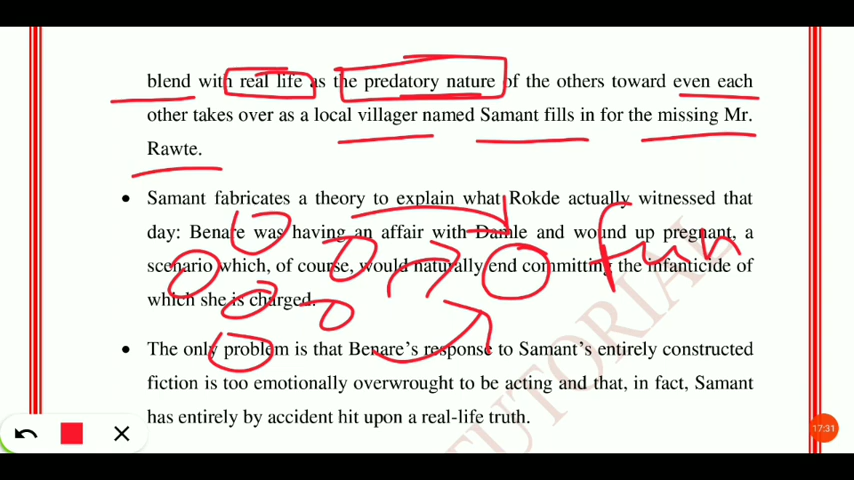 blend with real life as the predatory nature of the others toward even each
other takes over as a local villager named Samant fills in for the missing Mr.
Rawte.
• Samant fabricates a theory to explain what Rokde actually witnessed that
day: Benare was having an affair with Damle and wound up pregnant, a
fun
scenario which, of course, would naturally end committing the infanticide of
which she is charged.
• The only problem is that Benare's response to Samant's entirely constructed
fiction is too emotionally overwrought to be acting and that, in fact, Samant
has entirely by accident hit upon a real-life truth.
TUTORIAL
17:31